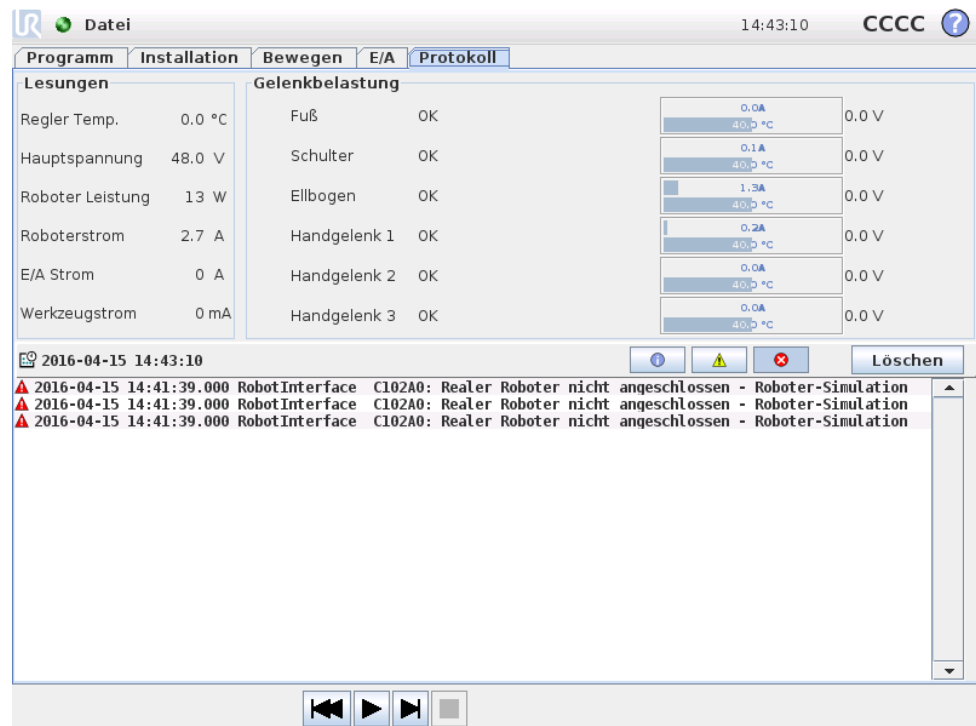 UR Datei 14:43:10 CCCC ?
Programm Installation Bewegen E/A Protokoll
Lesungen
Regler Temp. 0.0 °C
Hauptspannung 48.0 V
Roboter Leistung 13 W
Roboterstrom 2.7 A
E/A Strom 0 A
Werkzeugstrom 0 mA
Gelenkbelastung
Fuß OK 0.0A 40.0 °C 0.0 V
Schulter OK 0.1A 40.0 °C 0.0 V
Ellbogen OK 1.3A 40.0 °C 0.0 V
Handgelenk 1 OK 0.2A 40.0 °C 0.0 V
Handgelenk 2 OK 0.0A 40.0 °C 0.0 V
Handgelenk 3 OK 0.0A 40.0 °C 0.0 V
2016-04-15 14:43:10 Löschen
2016-04-15 14:41:39.000 RobotInterface C102A0: Realer Roboter nicht angeschlossen - Roboter-Simulation
2016-04-15 14:41:39.000 RobotInterface C102A0: Realer Roboter nicht angeschlossen - Roboter-Simulation
2016-04-15 14:41:39.000 RobotInterface C102A0: Realer Roboter nicht angeschlossen - Roboter-Simulation